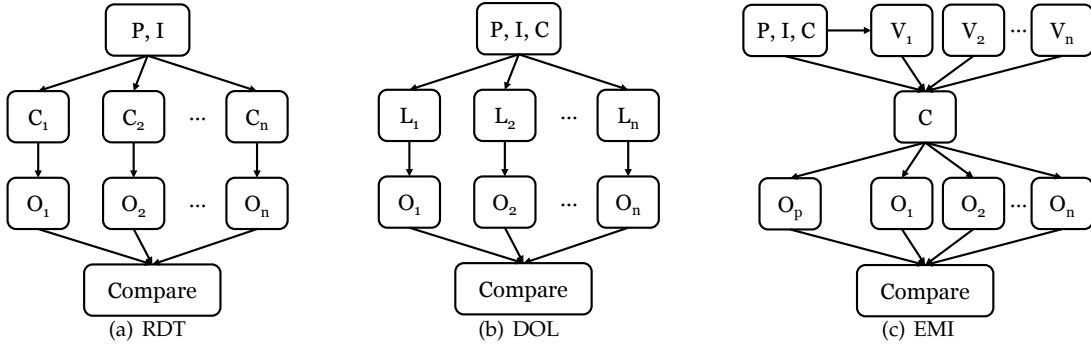 P, I
C₁ C₂ ... Cₙ
O₁ O₂ ... Oₙ
Compare
(a) RDT
P, I, C
L₁ L₂ ... Lₙ
O₁ O₂ ... Oₙ
Compare
(b) DOL
P, I, C V₁ V₂ ... Vₙ
C
Oₚ O₁ O₂ ... Oₙ
Compare
(c) EMI